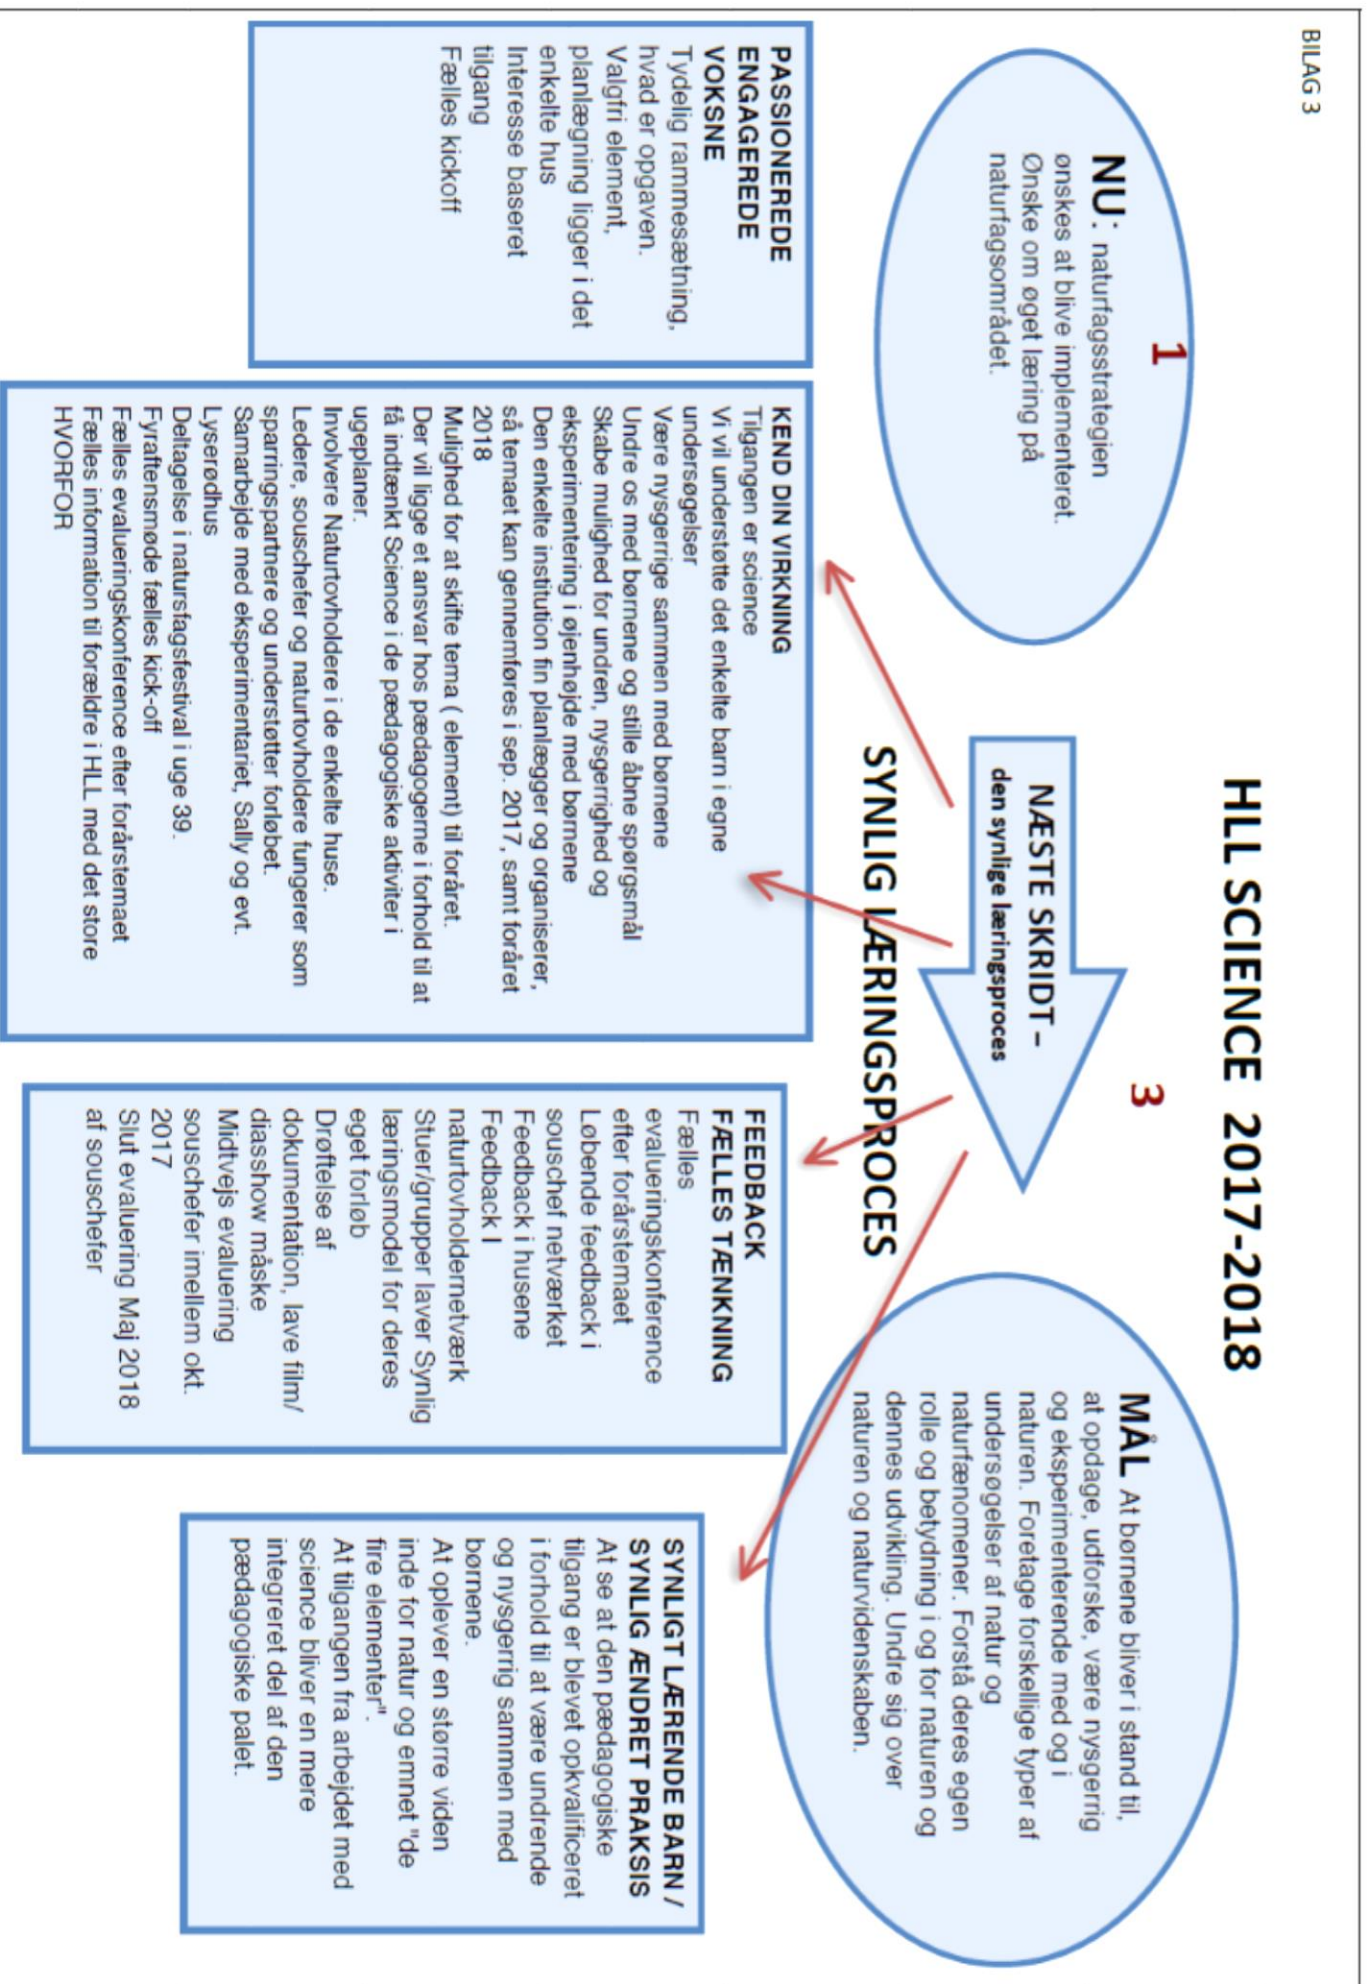 BILAG 3
HLL SCIENCE 2017-2018
1
NU: naturfagsstrategien
ønskes at blive implementeret.
Ønske om øget læring på
naturfagsområdet.
NÆSTE SKRIDT –
den synlige læringsproces
3
MÅL At børnene bliver i stand til,
at opdage, udforske, være nysgerrig
og eksperimenterende med og i
naturen. Foretage forskellige typer af
undersøgelser af natur og
naturfænomener. Forstå deres egen
rolle og betydning i og for naturen og
dennes udvikling. Undre sig over
naturen og naturvidenskaben.
SYNLIG LÆRINGSPROCES
PASSIONEREDE
ENGAGEREDE
VOKSNE
Tydelig rammesætning,
hvad er opgaven.
Valgfri element,
planlægning ligger i det
enkelte hus
Interesse baseret
tilgang
Fælles kickoff
KEND DIN VIRKNING
Tilgangen er science
Vi vil understøtte det enkelte barn i egne
undersøgelser
Være nysgerrige sammen med børnene
Undre os med børnene og stille åbne spørgsmål
Skabe mulighed for undren, nysgerrighed og
eksperimentering i øjenhøjde med børnene
Den enkelte institution fin planlægger og organiserer,
så temaet kan gennemføres i sep. 2017, samt foråret
2018
Mulighed for at skifte tema ( element) til foråret.
Der vil ligge et ansvar hos pædagogerne i forhold til at
få indtænkt Science i de pædagogiske aktiviter i
ugeplaner.
Involvere Naturtovholdere i de enkelte huse.
Ledere, souschefer og naturtovholdere fungerer som
sparringspartnere og understøtter forløbet.
Samarbejde med eksperimentariet, Sally og evt.
Lyserødhus
Deltagelse i natursfagsfestival i uge 39.
Fyraftensmøde fælles kick-off
Fælles evalueringskonference efter forårstemaet
Fælles information til forældre i HLL med det store
HVORFOR
FEEDBACK
FÆLLES TÆNKNING
Fælles
evalueringskonference
efter forårstemaet
Løbende feedback i
souschef netværket
Feedback i husene
Feedback I
naturtovholdernetværk
Stuer/grupper laver Synlig
læringsmodel for deres
eget forløb
Drøftelse af
dokumentation, lave film/
diasshow måske
Midtvejs evaluering
souschefer imellem okt.
2017
Slut evaluering Maj 2018
af souschefer
SYNLIGT LÆRENDE BARN /
SYNLIG ÆNDRET PRAKSIS
At se at den pædagogiske
tilgang er blevet opkvalificeret
i forhold til at være undrende
og nysgerrig sammen med
børnene.
At oplever en større viden
inde for natur og emnet "de
fire elementer".
At tilgangen fra arbejdet med
science bliver en mere
integreret del af den
pædagogiske palet.